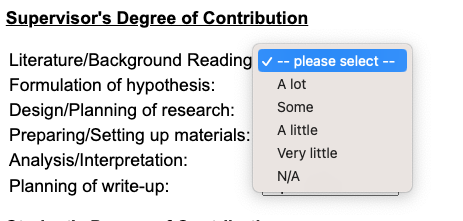 Supervisor's Degree of Contribution
Literature/Background Reading
✓ -- please select --
A lot
Formulation of hypothesis:
Some
Design/Planning of research:
A little
Preparing/Setting up materials:
Very little
Analysis/Interpretation:
N/A
Planning of write-up: